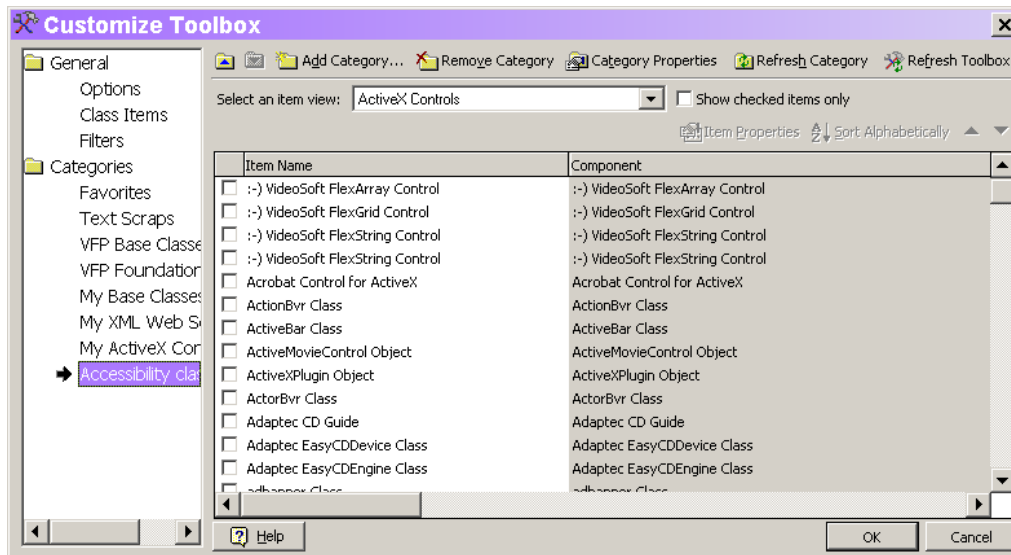 Customize Toolbox
General
Options
Class Items
Filters
Categories
Favorites
Text Scraps
VFP Base Classe
VFP Foundation
My Base Classes
My XML Web S
My ActiveX Con
Accessibility clas
Add Category... Remove Category Category Properties Refresh Category Refresh Toolbox
Select an item view: ActiveX Controls Show checked items only
Item Properties Sort Alphabetically
Item Name Component
:-) VideoSoft FlexArray Control :-) VideoSoft FlexArray Control
:-) VideoSoft FlexGrid Control :-) VideoSoft FlexGrid Control
:-) VideoSoft FlexString Control :-) VideoSoft FlexString Control
:-) VideoSoft FlexString Control :-) VideoSoft FlexString Control
Acrobat Control for ActiveX Acrobat Control for ActiveX
ActionBvr Class ActionBvr Class
ActiveBar Class ActiveBar Class
ActiveMovieControl Object ActiveMovieControl Object
ActiveXPlugin Object ActiveXPlugin Object
ActorBvr Class ActorBvr Class
Adaptec CD Guide Adaptec CD Guide
Adaptec EasyCDDevice Class Adaptec EasyCDDevice Class
Adaptec EasyCDEngine Class Adaptec EasyCDEngine Class
adbanner Class adbanner Class
Help OK Cancel